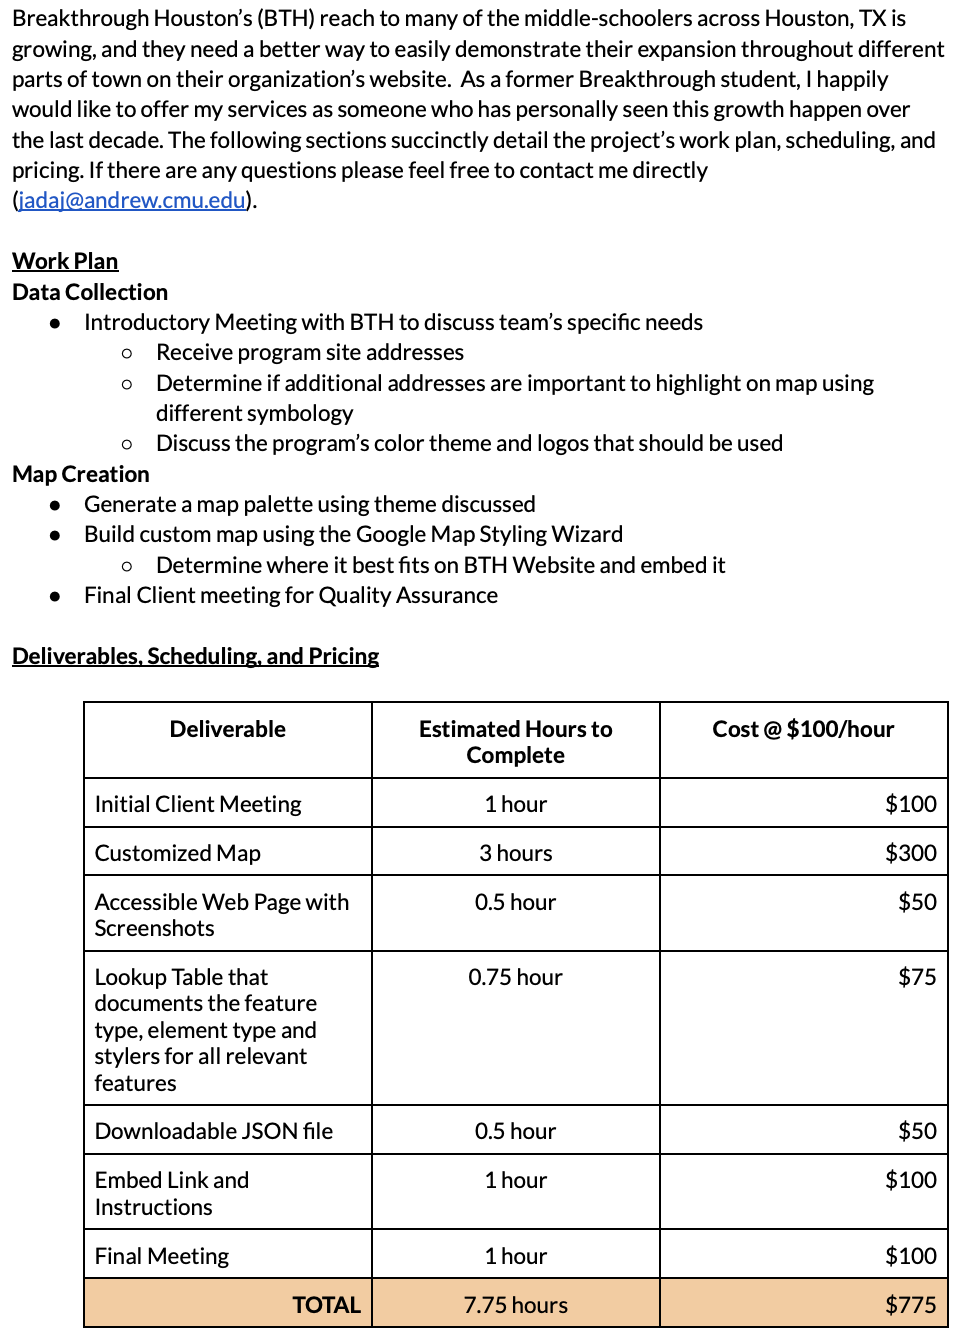 Breakthrough Houston's (BTH) reach to many of the middle-schoolers across Houston, TX is
growing, and they need a better way to easily demonstrate their expansion throughout different
parts of town on their organization's website.  As a former Breakthrough student, I happily
would like to offer my services as someone who has personally seen this growth happen over
the last decade. The following sections succinctly detail the project's work plan, scheduling, and
pricing. If there are any questions please feel free to contact me directly
(jadaj@andrew.cmu.edu).
Work Plan
Data Collection
● Introductory Meeting with BTH to discuss team's specific needs
○ Receive program site addresses
○ Determine if additional addresses are important to highlight on map using
different symbology
○ Discuss the program's color theme and logos that should be used
Map Creation
● Generate a map palette using theme discussed
● Build custom map using the Google Map Styling Wizard
○ Determine where it best fits on BTH Website and embed it
● Final Client meeting for Quality Assurance
Deliverables, Scheduling, and Pricing
Deliverable
Estimated Hours to
Complete
Cost @ $100/hour
Initial Client Meeting
1 hour
$100
Customized Map
3 hours
$300
Accessible Web Page with
Screenshots
0.5 hour
$50
Lookup Table that
documents the feature
type, element type and
stylers for all relevant
features
0.75 hour
$75
Downloadable JSON file
0.5 hour
$50
Embed Link and
Instructions
1 hour
$100
Final Meeting
1 hour
$100
TOTAL
7.75 hours
$775